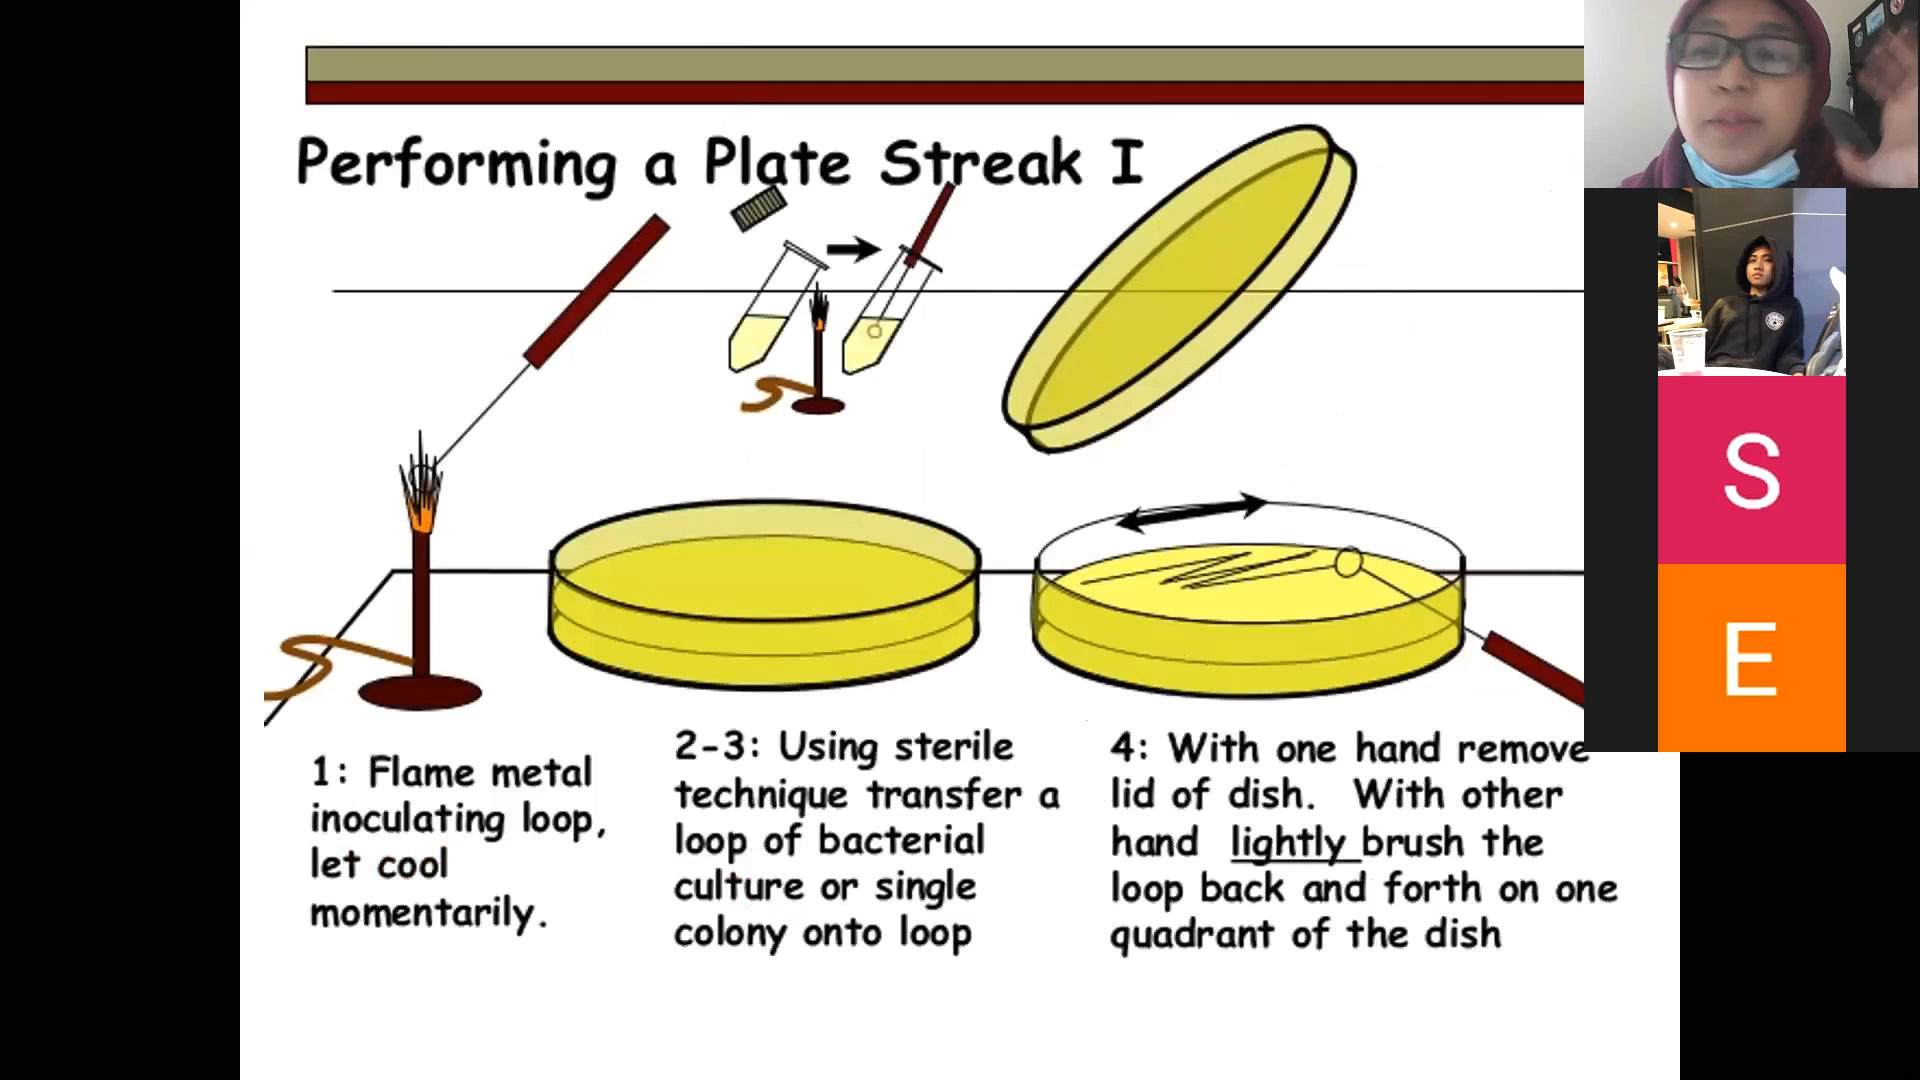 Performing a Plate Streak I
1: Flame metal
inoculating loop,
let cool
momentarily.
2-3: Using sterile
technique transfer a
loop of bacterial
culture or single
colony onto loop
4: With one hand remove
lid of dish. With other
hand lightly brush the
loop back and forth on one
quadrant of the dish
S
E